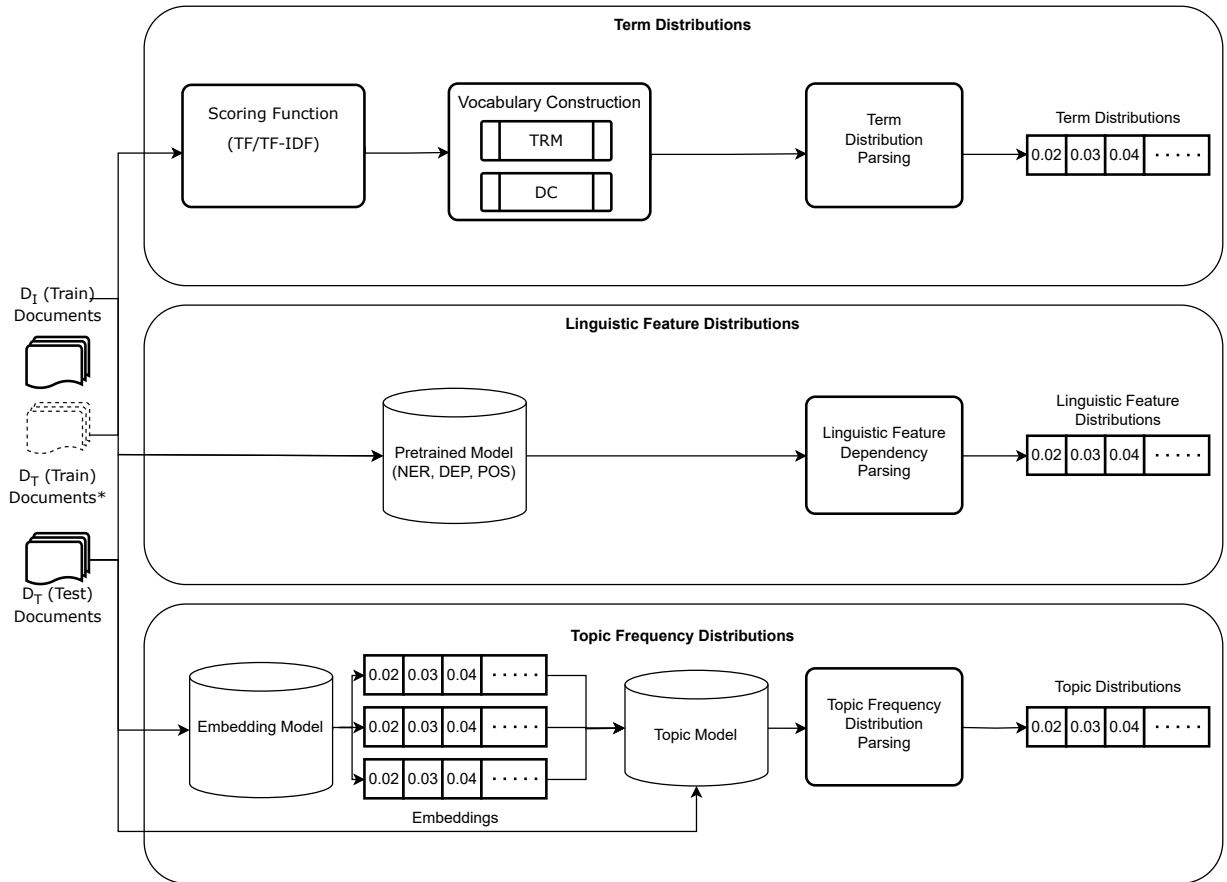 Term Distributions
Scoring Function
(TF/TF-IDF)
Vocabulary Construction
TRM
DC
Term
Distribution
Parsing
Term Distributions
0.02 0.03 0.04 .....
D_I (Train)
Documents
D_T (Train)
Documents*
D_T (Test)
Documents
Linguistic Feature Distributions
Pretrained Model
(NER, DEP, POS)
Linguistic Feature
Dependency
Parsing
Linguistic Feature
Distributions
0.02 0.03 0.04 .....
Topic Frequency Distributions
Embedding Model
0.02 0.03 0.04 .....
0.02 0.03 0.04 .....
0.02 0.03 0.04 .....
Embeddings
Topic Model
Topic Frequency
Distribution
Parsing
Topic Distributions
0.02 0.03 0.04 .....